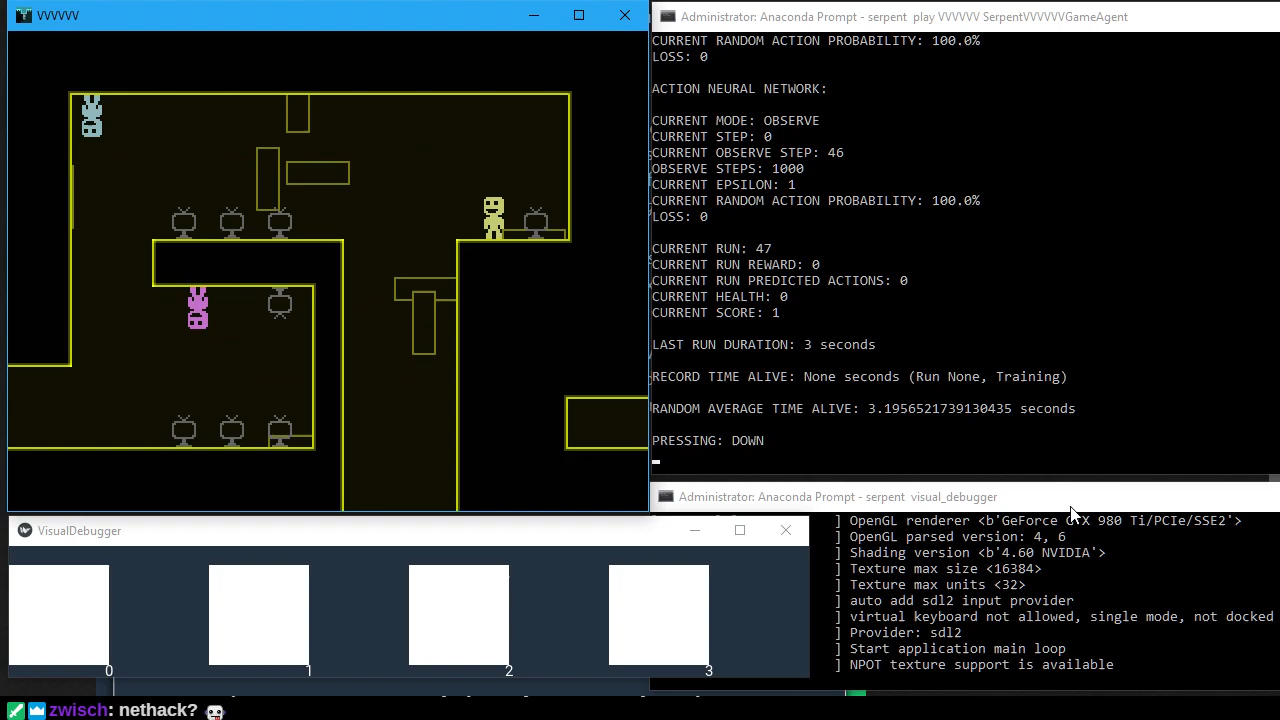 VVVVVV
Administrator: Anaconda Prompt - serpent  play VVVVVV SerpentVVVVVVGameAgent
CURRENT RANDOM ACTION PROBABILITY: 100.0%
LOSS: 0
ACTION NEURAL NETWORK:
CURRENT MODE: OBSERVE
CURRENT STEP: 0
CURRENT OBSERVE STEP: 46
OBSERVE STEPS: 1000
CURRENT EPSILON: 1
CURRENT RANDOM ACTION PROBABILITY: 100.0%
LOSS: 0
CURRENT RUN: 47
CURRENT RUN REWARD: 0
CURRENT RUN PREDICTED ACTIONS: 0
CURRENT HEALTH: 0
CURRENT SCORE: 1
LAST RUN DURATION: 3 seconds
RECORD TIME ALIVE: None seconds (Run None, Training)
RANDOM AVERAGE TIME ALIVE: 3.1956521739130435 seconds
PRESSING: DOWN
Administrator: Anaconda Prompt - serpent  visual_debugger
] OpenGL renderer <b'GeForce GTX 980 Ti/PCIe/SSE2'>
] OpenGL parsed version: 4, 6
] Shading version <b'4.60 NVIDIA'>
] Texture max size <16384>
] Texture max units <32>
] auto add sdl2 input provider
] virtual keyboard not allowed, single mode, not docked
] Provider: sdl2
] Start application main loop
] NPOT texture support is available
VisualDebugger
0 1 2 3
zwisch: nethack?